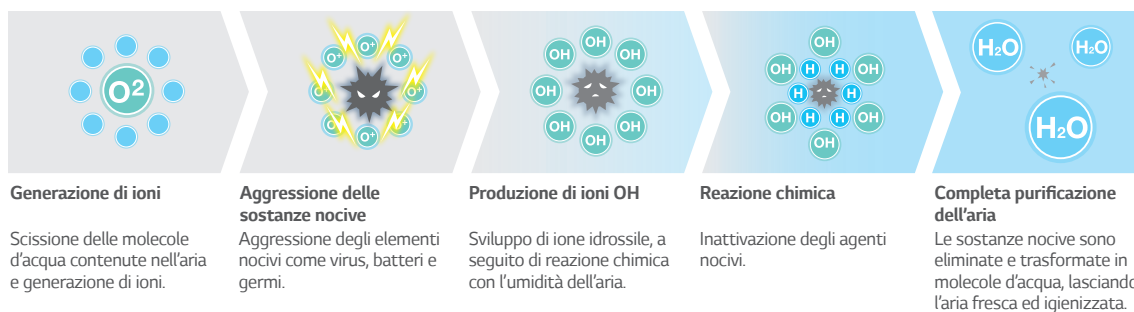 O²
O⁺ O⁺ O⁺ O⁺ O⁺ O⁺ O⁺ O⁺
OH OH OH OH OH OH OH OH
OH OH OH OH OH OH
H H H H H H
H₂O H₂O
H₂O
Generazione di ioni
Scissione delle molecole
d'acqua contenute nell'aria
e generazione di ioni.
Aggressione delle
sostanze nocive
Aggressione degli elementi
nocivi come virus, batteri e
germi.
Produzione di ioni OH
Sviluppo di ione idrossile, a
seguito di reazione chimica
con l'umidità dell'aria.
Reazione chimica
Inattivazione degli agenti
nocivi.
Completa purificazione
dell'aria
Le sostanze nocive sono
eliminate e trasformate in
molecole d'acqua, lasciando
l'aria fresca ed igienizzata.